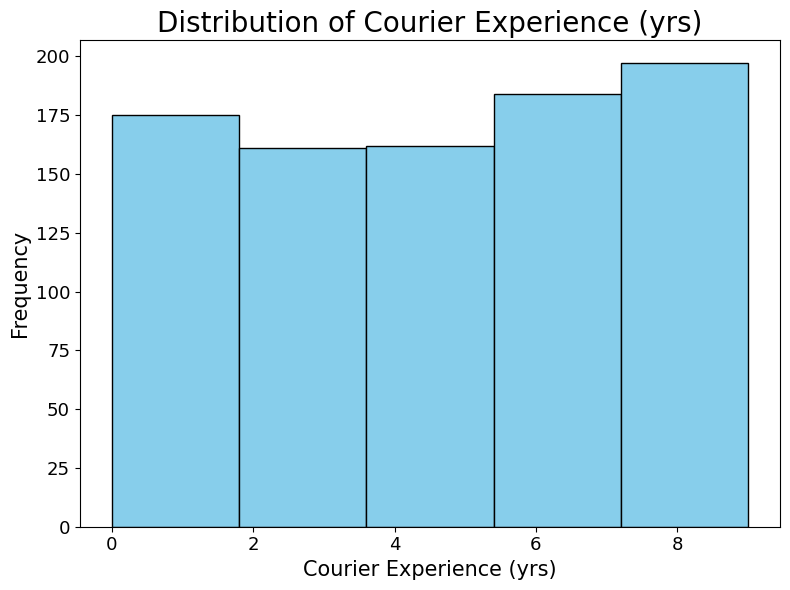 Distribution of Courier Experience (yrs)
200
175
150
125
100
75
50
25
0
Frequency
0 2 4 6 8
Courier Experience (yrs)